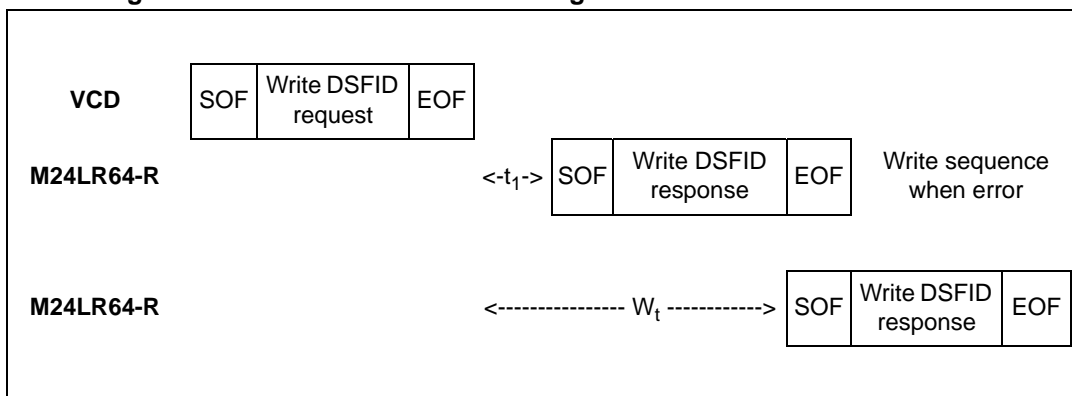 VCD SOF Write DSFID request EOF
M24LR64-R <-t1-> SOF Write DSFID response EOF Write sequence when error
M24LR64-R <---------------- Wt ------------> SOF Write DSFID response EOF